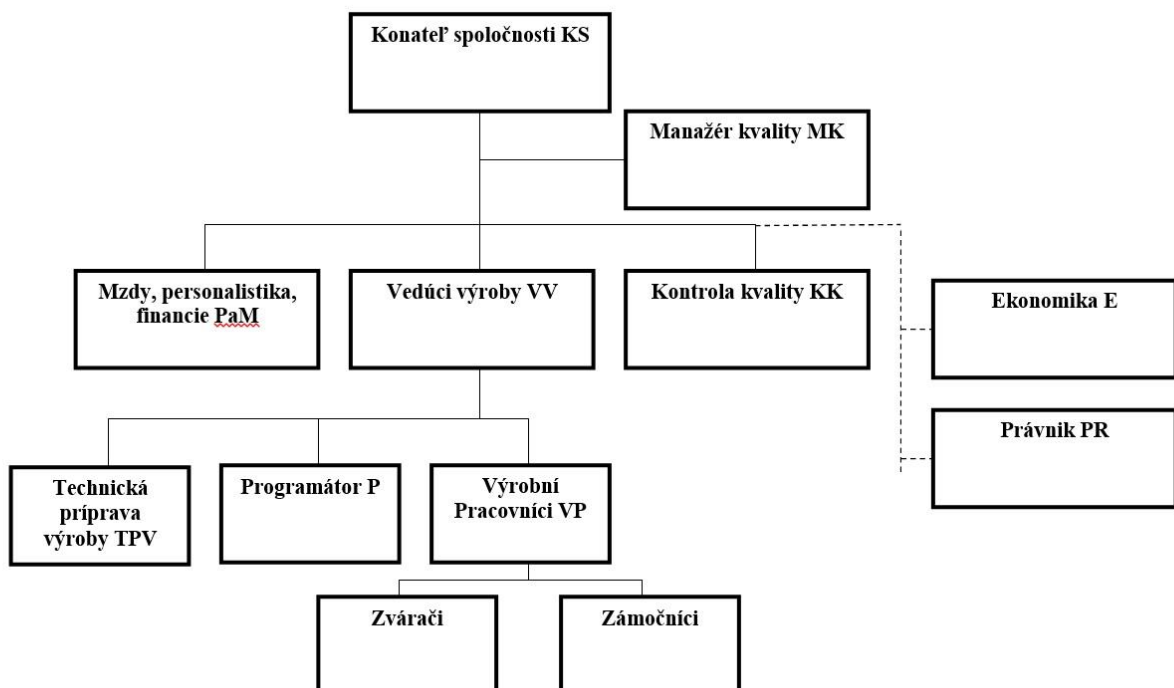 Konateľ spoločnosti KS
Manažér kvality MK
Mzdy, personalistika,
financie PaM
Vedúci výroby VV
Kontrola kvality KK
Ekonomika E
Právnik PR
Technická
príprava
výroby TPV
Programátor P
Výrobní
Pracovníci VP
Zvárači
Zámočníci